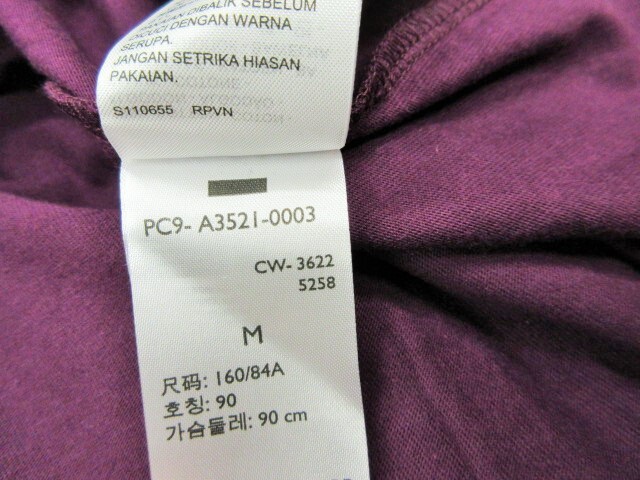 DIBALIK SEBELUM
DICUCI DENGAN WARNA
SERUPA.
JANGAN SETRIKA HIASAN
PAKAIAN.
S110655 RPVN
PC9- A3521-0003
CW- 3622
5258
M
尺码: 160/84A
호칭: 90
가슴둘레: 90 cm